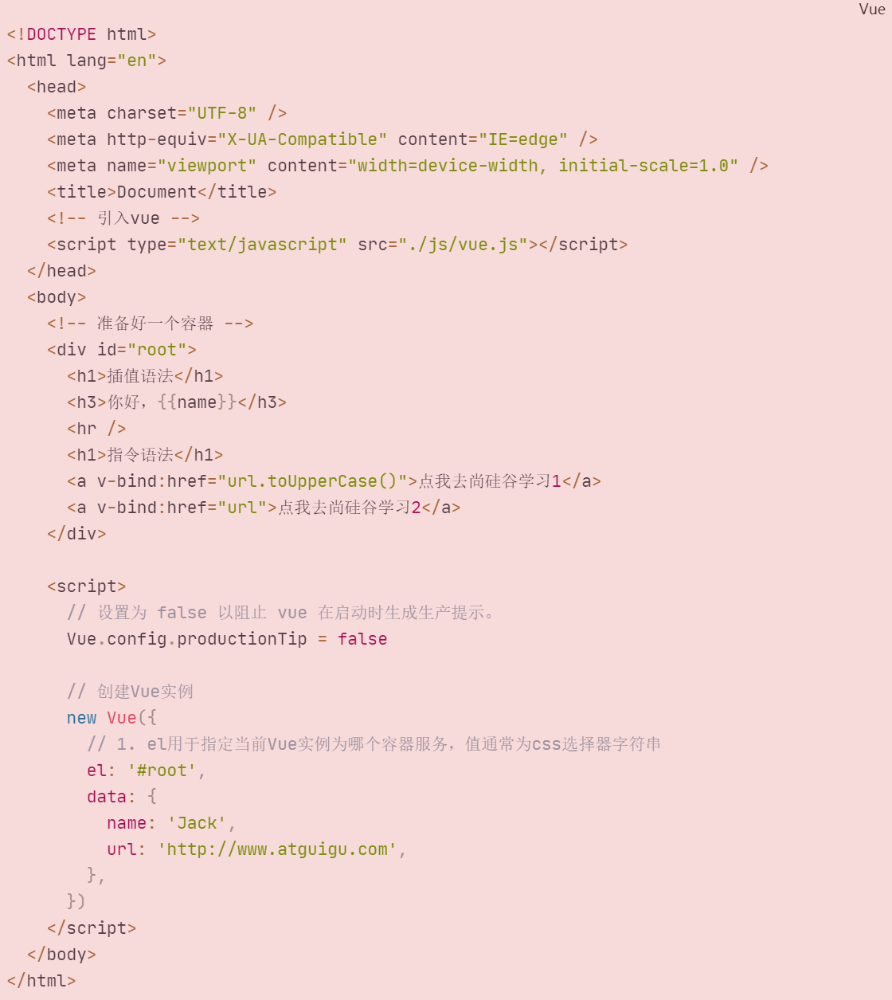 Vue
<!DOCTYPE html>
<html lang="en">
  <head>
    <meta charset="UTF-8" />
    <meta http-equiv="X-UA-Compatible" content="IE=edge" />
    <meta name="viewport" content="width=device-width, initial-scale=1.0" />
    <title>Document</title>
    <!-- 引入vue -->
    <script type="text/javascript" src="./js/vue.js"></script>
  </head>
  <body>
    <!-- 准备好一个容器 -->
    <div id="root">
      <h1>插值语法</h1>
      <h3>你好，{{name}}</h3>
      <hr />
      <h1>指令语法</h1>
      <a v-bind:href="url.toUpperCase()">点我去尚硅谷学习1</a>
      <a v-bind:href="url">点我去尚硅谷学习2</a>
    </div>

    <script>
      // 设置为 false 以阻止 vue 在启动时生成生产提示。
      Vue.config.productionTip = false

      // 创建Vue实例
      new Vue({
        // 1. el用于指定当前Vue实例为哪个容器服务，值通常为css选择器字符串
        el: '#root',
        data: {
          name: 'Jack',
          url: 'http://www.atguigu.com',
        },
      })
    </script>
  </body>
</html>